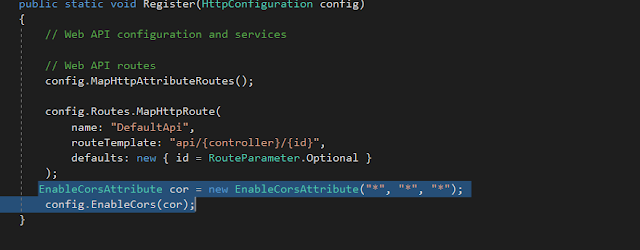 public static void Register(HttpConfiguration config)
{
// Web API configuration and services
// Web API routes
config.MapHttpAttributeRoutes();
config.Routes.MapHttpRoute(
name: "DefaultApi",
routeTemplate: "api/{controller}/{id}",
defaults: new { id = RouteParameter.Optional }
);
EnableCorsAttribute cor = new EnableCorsAttribute("*", "*", "*");
config.EnableCors(cor);
}